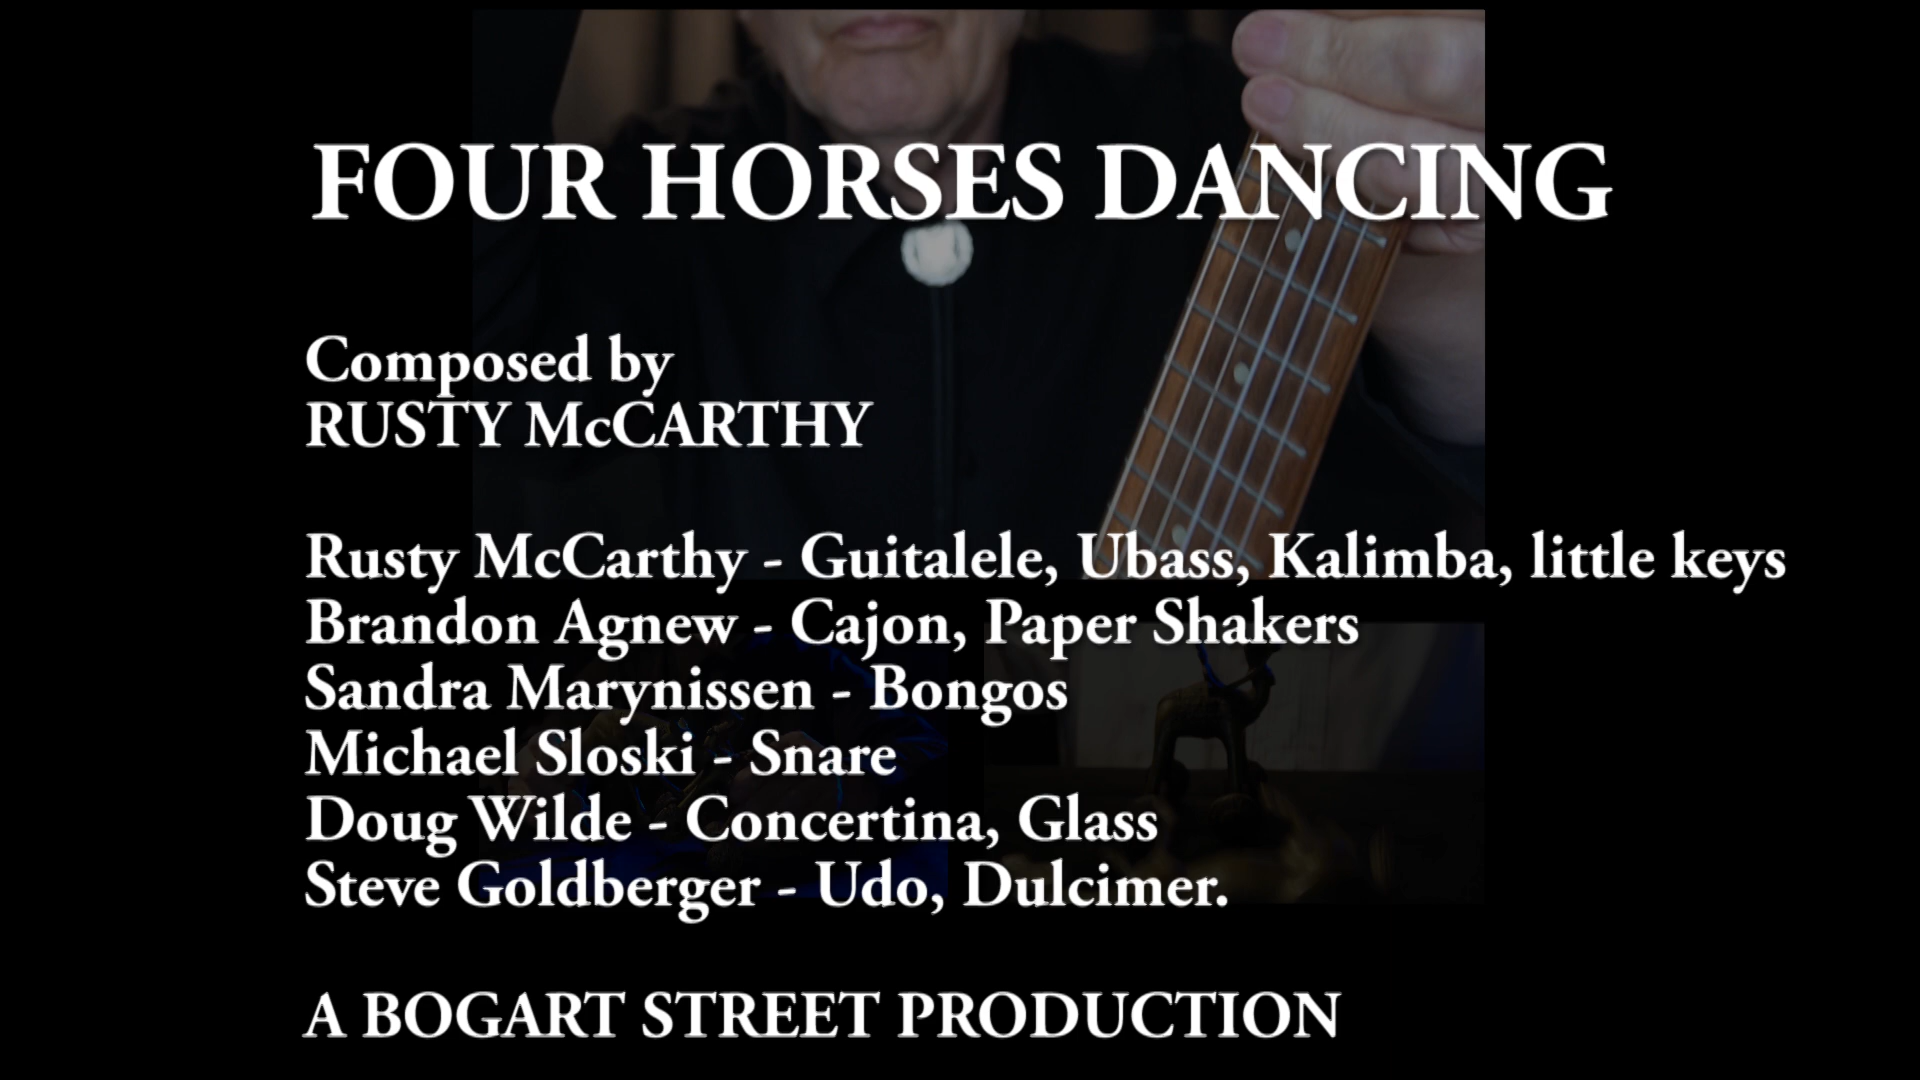 FOUR HORSES DANCING
Composed by
RUSTY McCARTHY
Rusty McCarthy - Guitalele, Ubass, Kalimba, little keys
Brandon Agnew - Cajon, Paper Shakers
Sandra Marynissen - Bongos
Michael Sloski - Snare
Doug Wilde - Concertina, Glass
Steve Goldberger - Udo, Dulcimer.
A BOGART STREET PRODUCTION